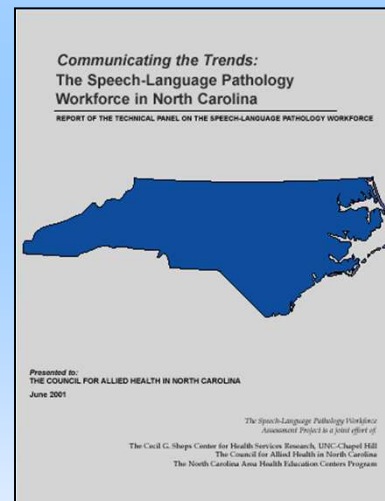 Communicating the Trends:
The Speech-Language Pathology
Workforce in North Carolina
REPORT OF THE TECHNICAL PANEL ON THE SPEECH-LANGUAGE PATHOLOGY WORKFORCE
Presented to:
THE COUNCIL FOR ALLIED HEALTH IN NORTH CAROLINA
June 2001
The Speech-Language Pathology Workforce
Assessment Project is a joint effort of:
The Cecil G. Sheps Center for Health Services Research, UNC-Chapel Hill
The Council for Allied Health in North Carolina
The North Carolina Area Health Education Centers Program